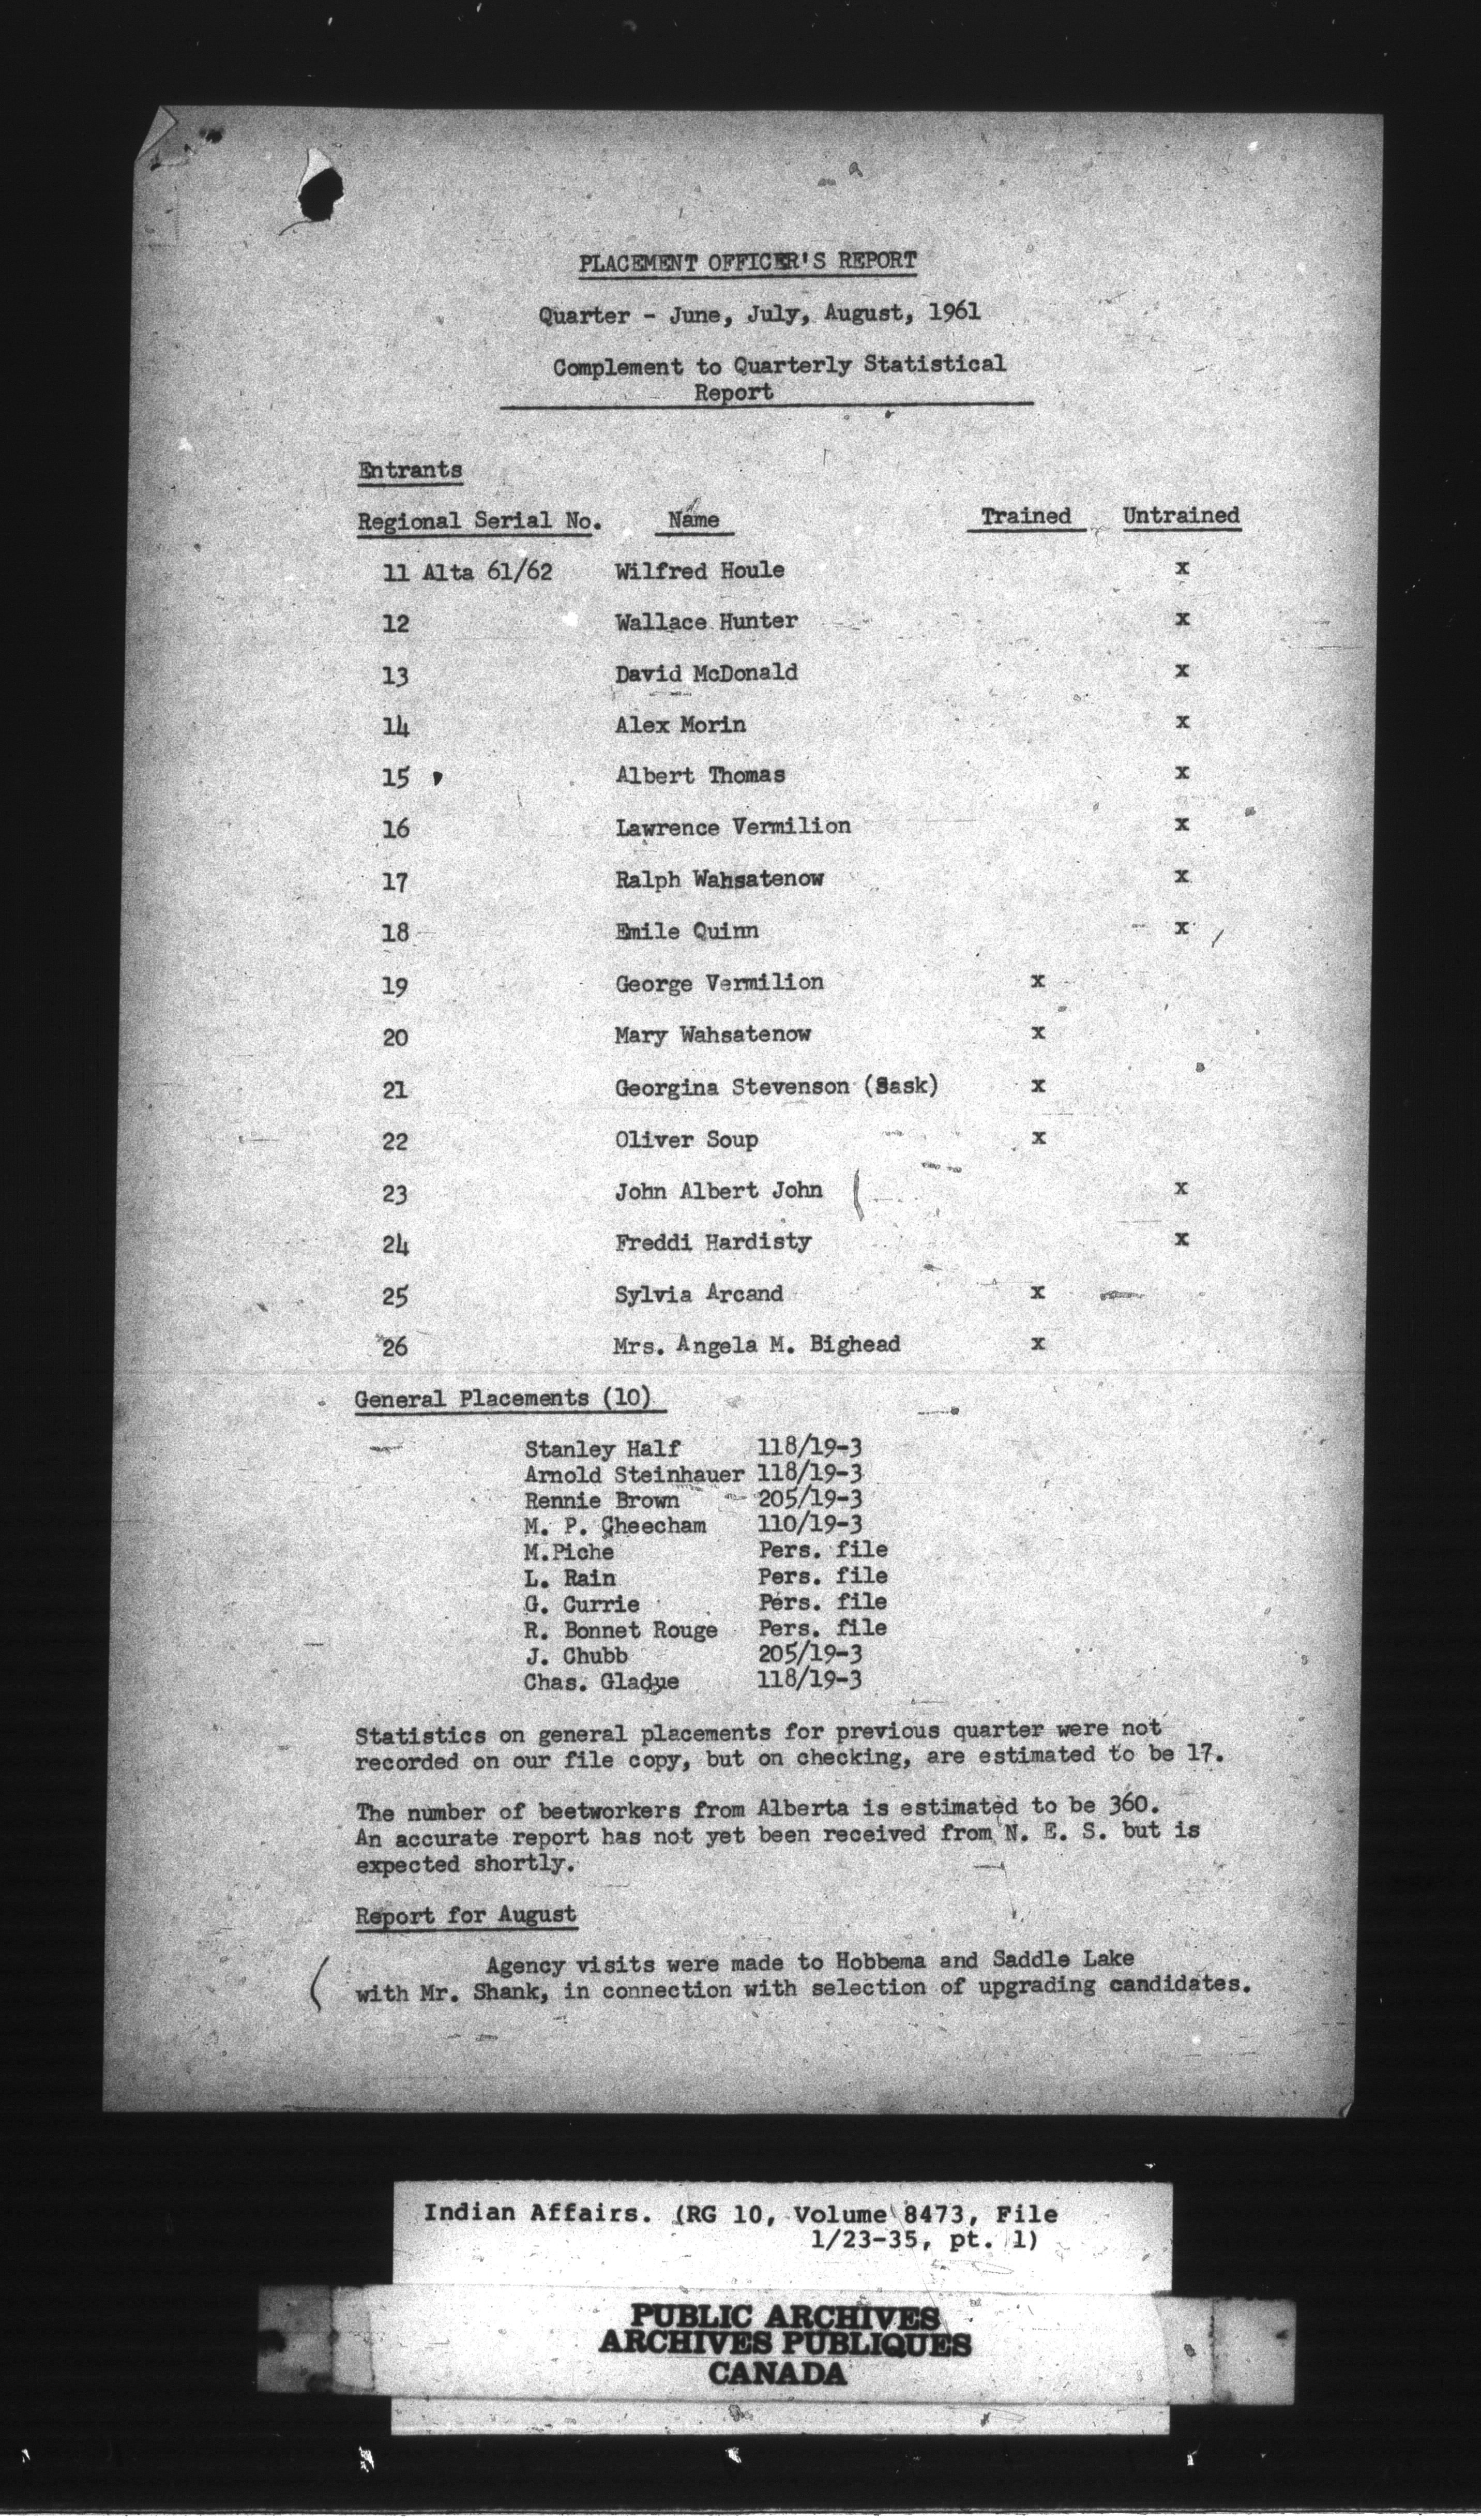 PLACEMENT OFFICER'S REPORT
Quarter - June, July, August, 1961
Complement to Quarterly Statistical
Report
Entrants
Regional Serial No. Name Trained Untrained
11 Alta 61/62 Wilfred Houle x
12 Wallace Hunter x
13 David McDonald x
14 Alex Morin x
15 Albert Thomas x
16 Lawrence Vermilion x
17 Ralph Wahsatenow x
18 Emile Quinn x
19 George Vermilion x
20 Mary Wahsatenow x
21 Georgina Stevenson (Sask) x
22 Oliver Soup x
23 John Albert John x
24 Freddi Hardisty x
25 Sylvia Arcand x
26 Mrs. Angela M. Bighead x
General Placements (10)
Stanley Half 118/19-3
Arnold Steinhauer 118/19-3
Rennie Brown 205/19-3
M. P. Cheecham 110/19-3
M.Piche Pers. file
L. Rain Pers. file
G. Currie Pers. file
R. Bonnet Rouge Pers. file
J. Chubb 205/19-3
Chas. Gladue 118/19-3
Statistics on general placements for previous quarter were not
recorded on our file copy, but on checking, are estimated to be 17.
The number of beetworkers from Alberta is estimated to be 360.
An accurate report has not yet been received from N. E. S. but is
expected shortly.
Report for August
Agency visits were made to Hobbema and Saddle Lake
with Mr. Shank, in connection with selection of upgrading candidates.
Indian Affairs. (RG 10, Volume 8473, File
1/23-35, pt. 1)
PUBLIC ARCHIVES
ARCHIVES PUBLIQUES
CANADA